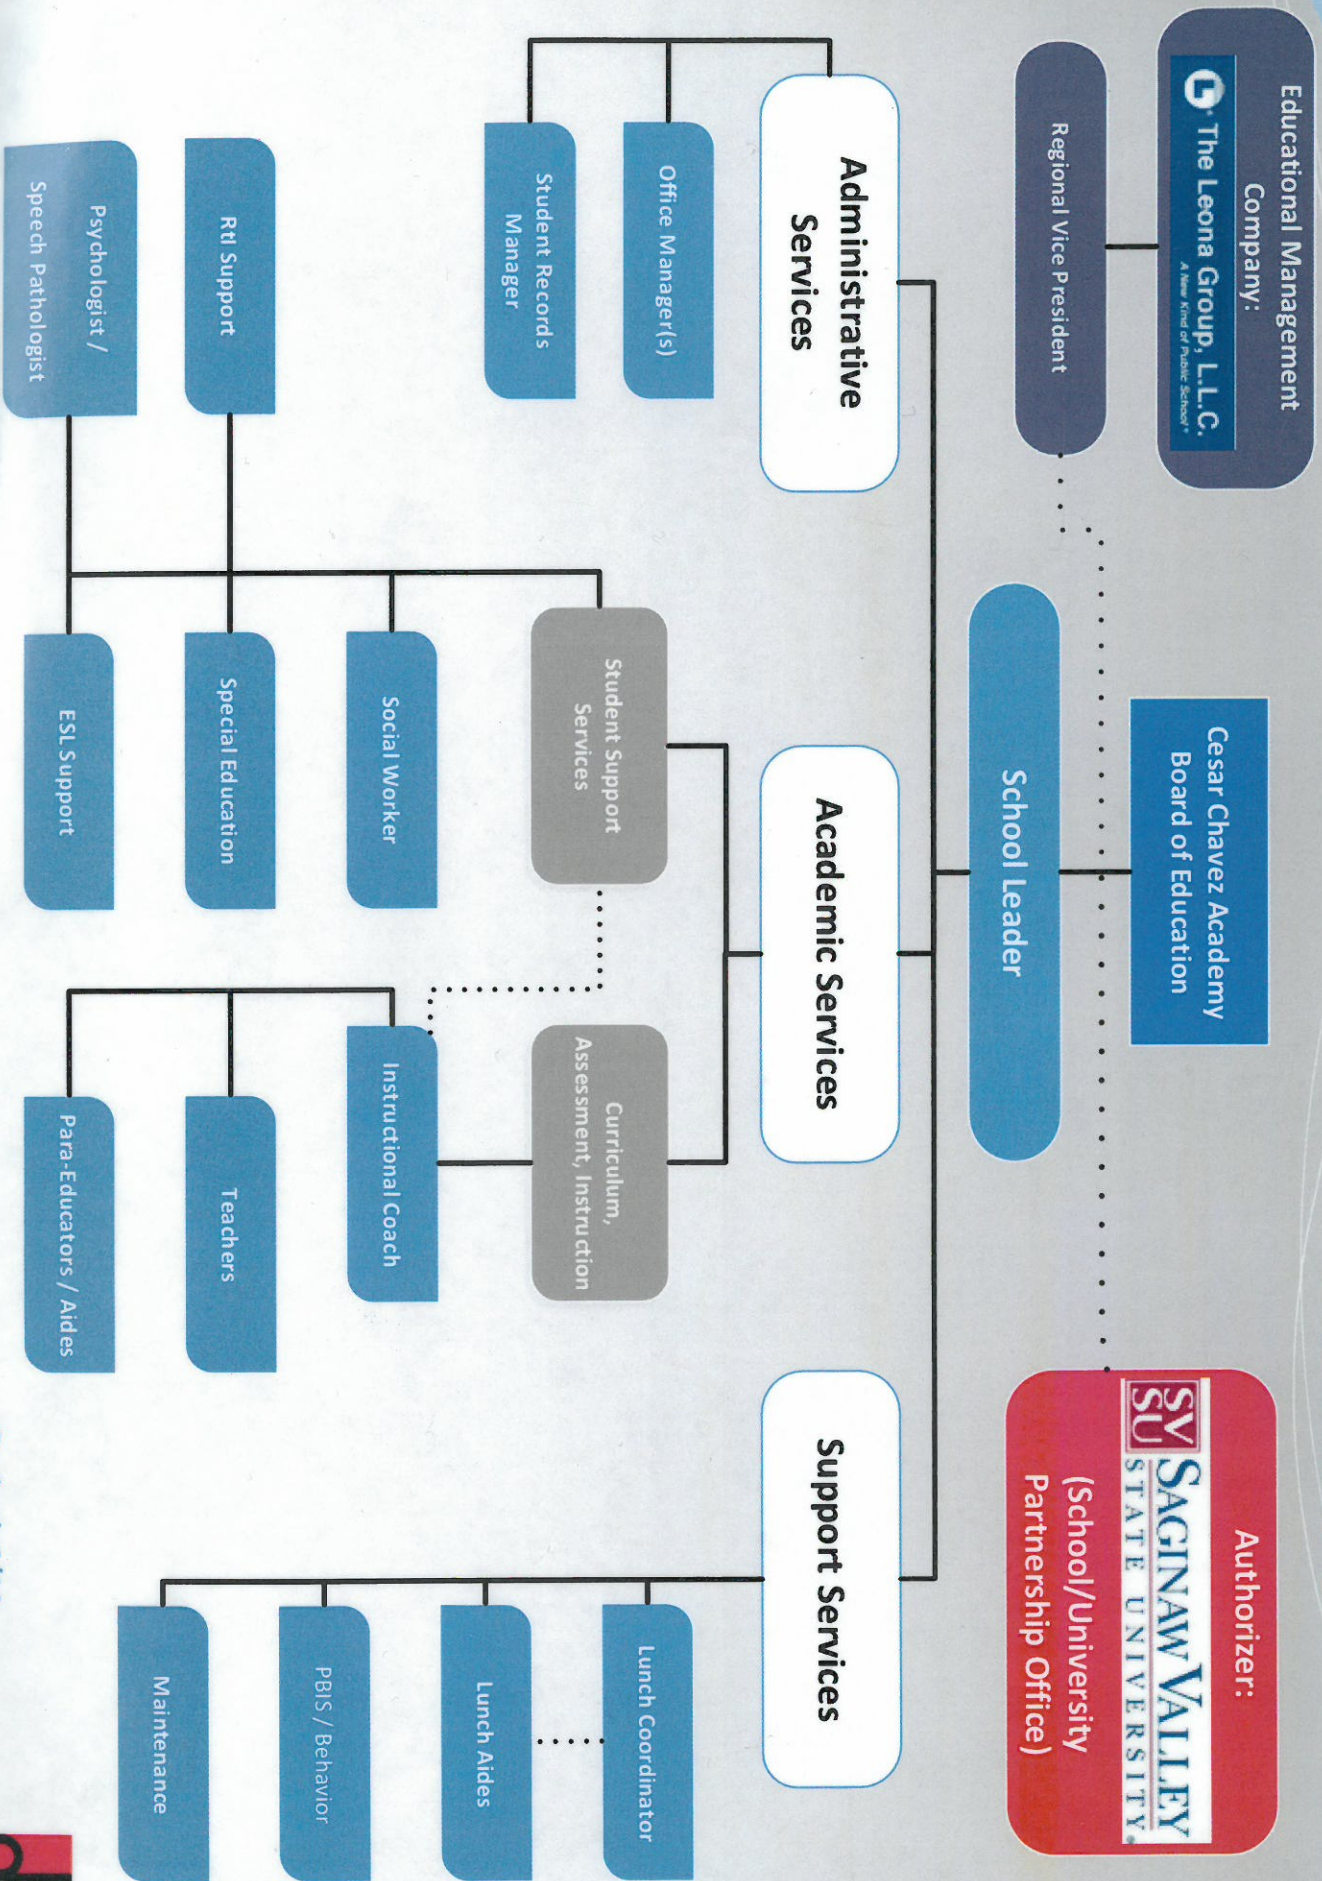 Educational Management
Company:
The Leona Group, L.L.C.
A New Kind of Public School
Regional Vice President
Cesar Chavez Academy
Board of Education
Authorizer:
SV
SU
SAGINAW VALLEY
STATE UNIVERSITY
(School/University
Partnership Office)
School Leader
Administrative
Services
Office Manager(s)
Student Records
Manager
Academic Services
Student Support
Services
Social Worker
RtI Support
Special Education
Psychologist /
Speech Pathologist
ESL Support
Curriculum,
Assessment, Instruction
Instructional Coach
Teachers
Para-Educators / Aides
Support Services
Lunch Coordinator
Lunch Aides
PBIS / Behavior
Maintenance